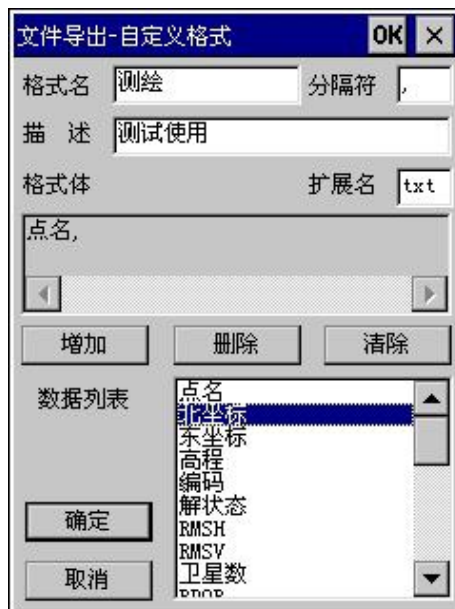 文件导出-自定义格式 OK ×
格式名 测绘 分隔符 ,
描 述 测试使用
格式体 扩展名 txt
点名,
增加 删除 清除
数据列表
点名
北坐标
东坐标
高程
编码
解状态
RMSH
RMSV
卫星数
PDOP
确定
取消